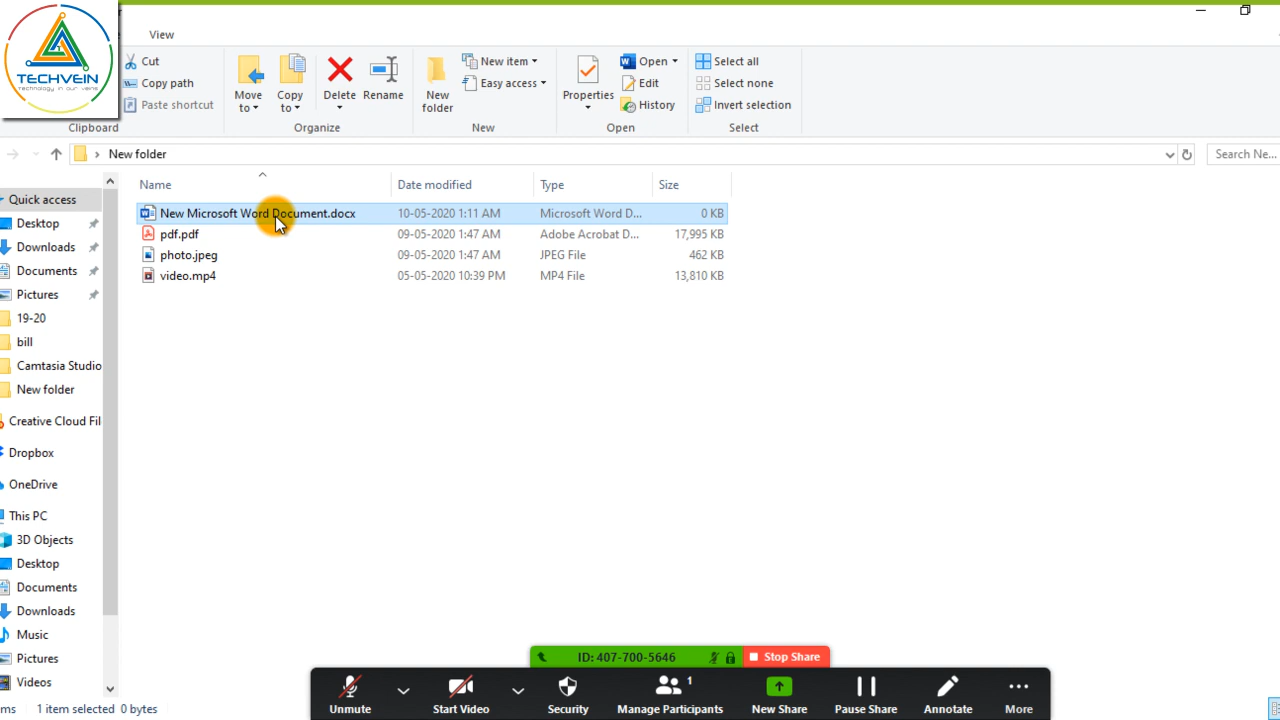 TECHVEIN
Technology in our veins
View
Cut
Copy path
Paste shortcut
Clipboard
Move to
Copy to
Delete
Rename
Organize
New folder
New item
Easy access
New
Properties
Open
Edit
History
Open
Select all
Select none
Invert selection
Select
New folder
Search Ne...
Name Date modified Type Size
New Microsoft Word Document.docx 10-05-2020 1:11 AM Microsoft Word D... 0 KB
pdf.pdf 09-05-2020 1:47 AM Adobe Acrobat D... 17,995 KB
photo.jpeg 09-05-2020 1:47 AM JPEG File 462 KB
video.mp4 05-05-2020 10:39 PM MP4 File 13,810 KB
Quick access
Desktop
Downloads
Documents
Pictures
19-20
bill
Camtasia Studio
New folder
Creative Cloud Fil
Dropbox
OneDrive
This PC
3D Objects
Desktop
Documents
Downloads
Music
Pictures
Videos
ms 1 item selected 0 bytes
ID: 407-700-5646 Stop Share
Unmute
Start Video
Security
1
Manage Participants
New Share
Pause Share
Annotate
More